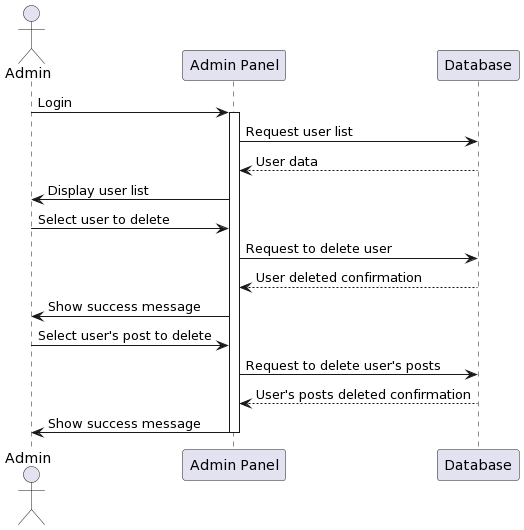 Admin
Admin Panel
Database
Login
Request user list
User data
Display user list
Select user to delete
Request to delete user
User deleted confirmation
Show success message
Select user's post to delete
Request to delete user's posts
User's posts deleted confirmation
Show success message
Admin
Admin Panel
Database